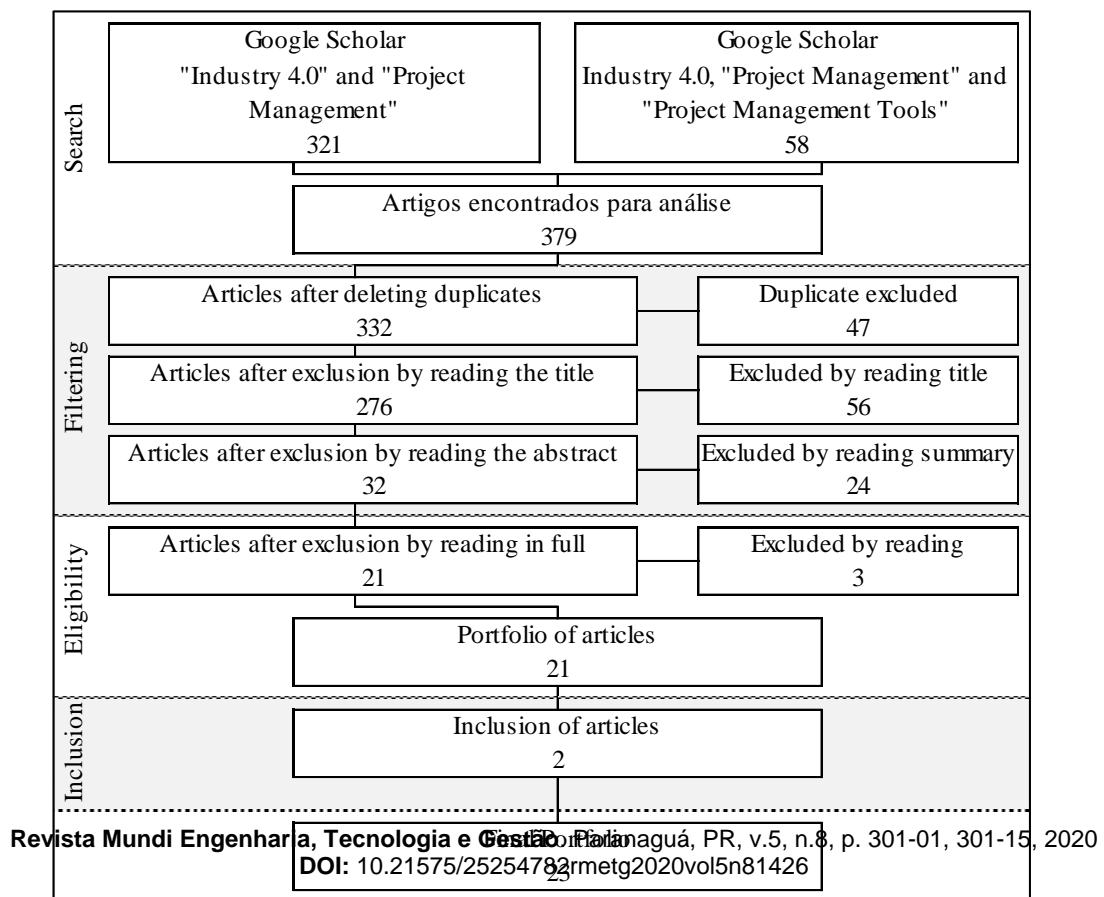 Search
Google Scholar
"Industry 4.0" and "Project
Management"
321
Google Scholar
Industry 4.0, "Project Management" and
"Project Management Tools"
58
Artigos encontrados para análise
379
Filtering
Articles after deleting duplicates
332
Duplicate excluded
47
Articles after exclusion by reading the title
276
Excluded by reading title
56
Articles after exclusion by reading the abstract
32
Excluded by reading summary
24
Eligibility
Articles after exclusion by reading in full
21
Excluded by reading
3
Portfolio of articles
21
Inclusion
Inclusion of articles
2
Final Portfolio
23
Revista Mundi Engenharia, Tecnologia e Gestão. Paranaguá, PR, v.5, n.8, p. 301-01, 301-15, 2020
DOI: 10.21575/25254782rmetg2020vol5n81426